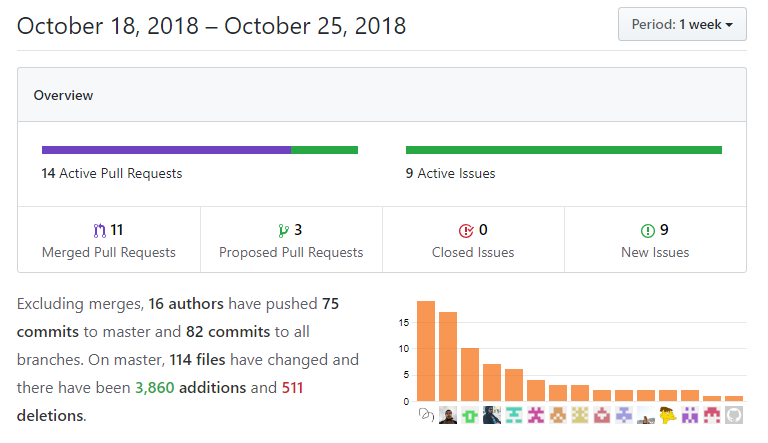 October 18, 2018 – October 25, 2018
Period: 1 week
Overview
14 Active Pull Requests
9 Active Issues
11
Merged Pull Requests
3
Proposed Pull Requests
0
Closed Issues
9
New Issues
Excluding merges, 16 authors have pushed 75
commits to master and 82 commits to all
branches. On master, 114 files have changed and
there have been 3,860 additions and 511
deletions.
15
10
5
0